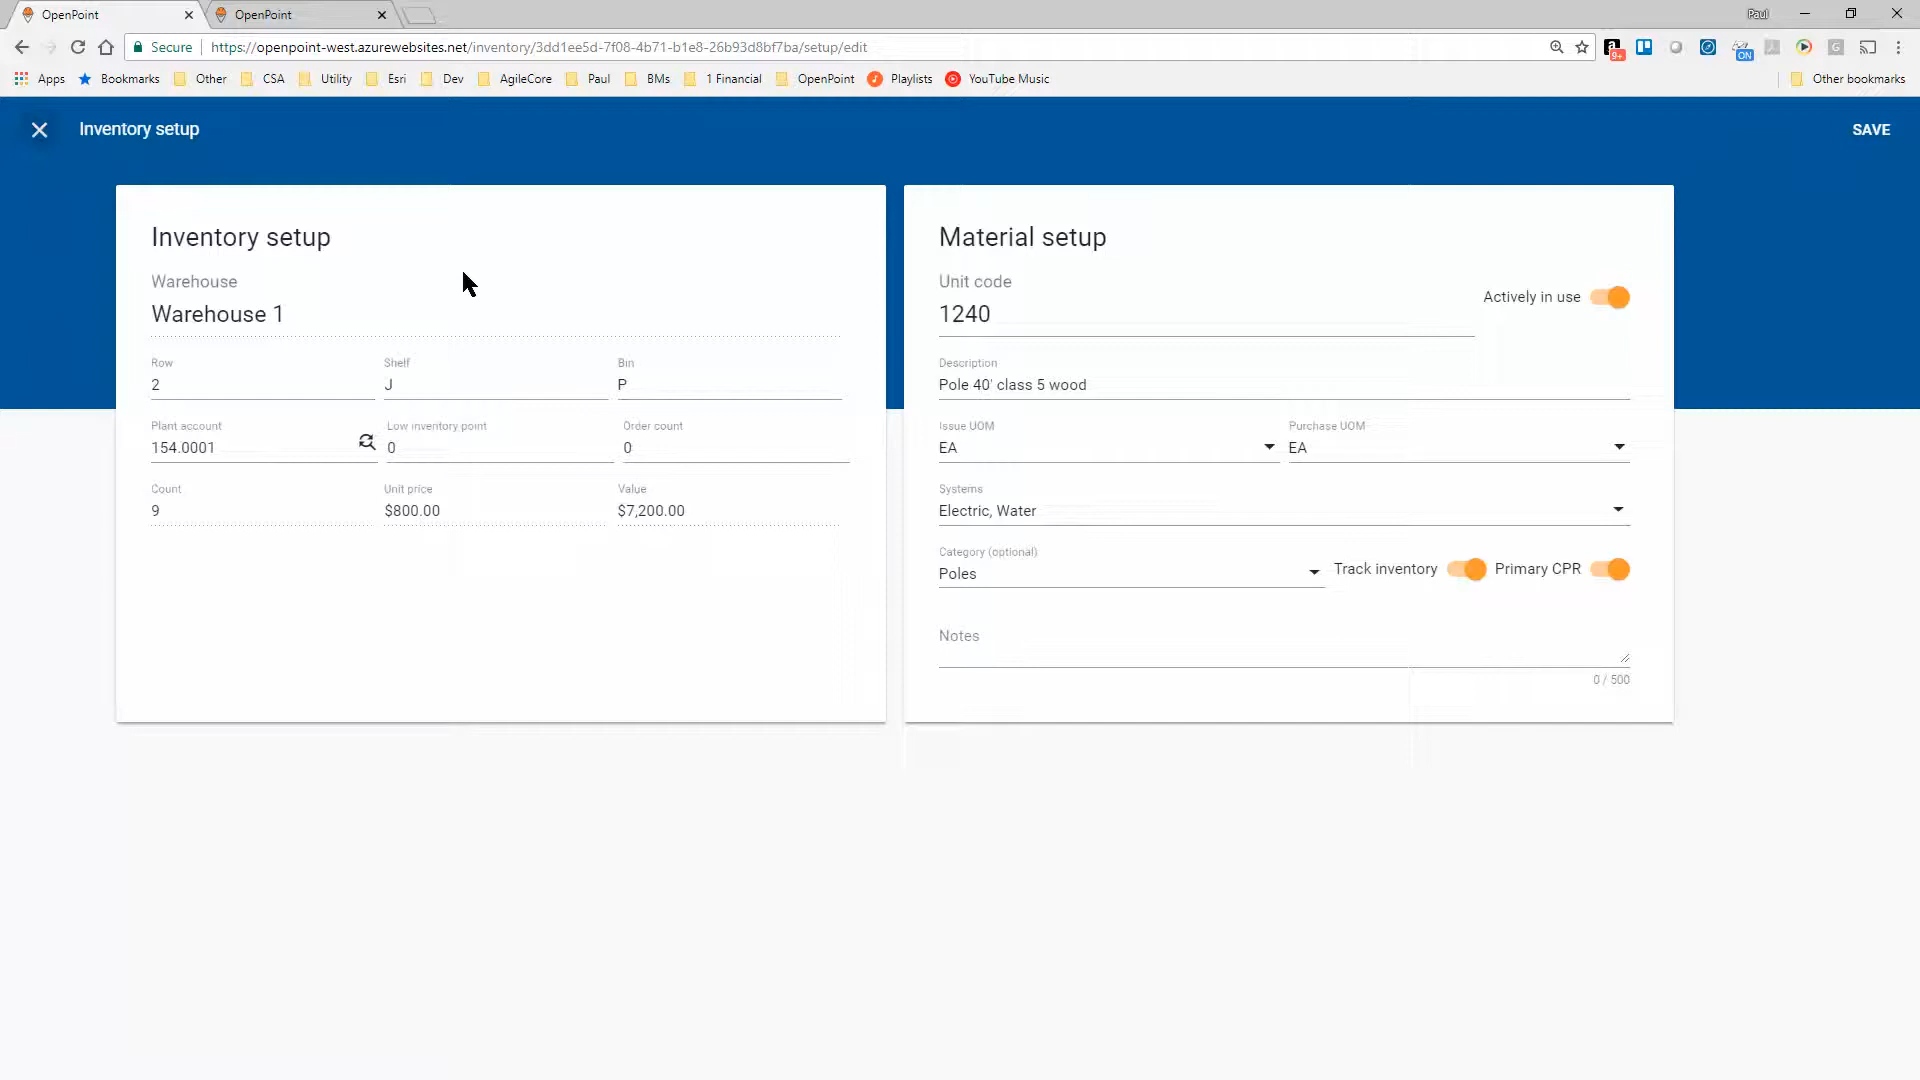 OpenPoint
OpenPoint
Paul
Secure
https://openpoint-west.azurewebsites.net/inventory/3dd1ee5d-7f08-4b71-b1e8-26b93d8bf7ba/setup/edit
9+
ON
G
Apps
Bookmarks
Other
CSA
Utility
Esri
Dev
AgileCore
Paul
BMs
1 Financial
OpenPoint
Playlists
YouTube Music
Other bookmarks
Inventory setup
SAVE
Inventory setup
Warehouse
Warehouse 1
Row
Shelf
Bin
2
J
P
Plant account
Low inventory point
Order count
154.0001
0
0
Count
Unit price
Value
9
$800.00
$7,200.00
Material setup
Unit code
1240
Actively in use
Description
Pole 40' class 5 wood
Issue UOM
Purchase UOM
EA
EA
Systems
Electric, Water
Category (optional)
Poles
Track inventory
Primary CPR
Notes
0 / 500